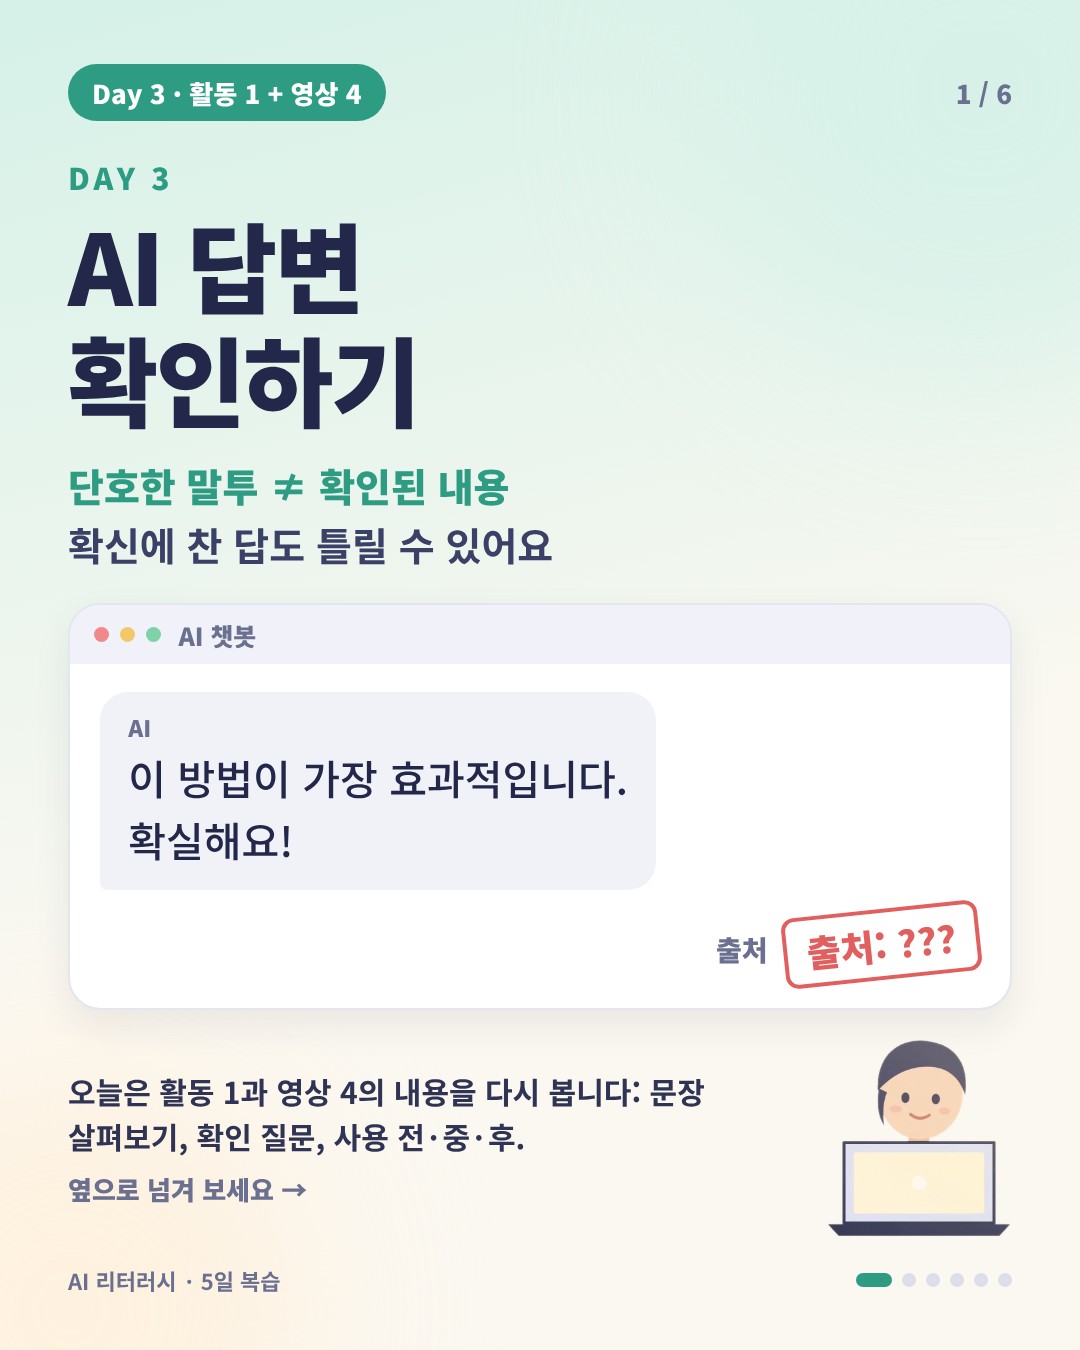 Day 3 · 활동 1 + 영상 4
1 / 6
DAY 3
AI 답변
확인하기
단호한 말투 ≠ 확인된 내용
확신에 찬 답도 틀릴 수 있어요
AI 챗봇
AI
이 방법이 가장 효과적입니다.
확실해요!
출처
출처: ???
오늘은 활동 1과 영상 4의 내용을 다시 봅니다: 문장
살펴보기, 확인 질문, 사용 전·중·후.
옆으로 넘겨 보세요 →
AI 리터러시 · 5일 복습